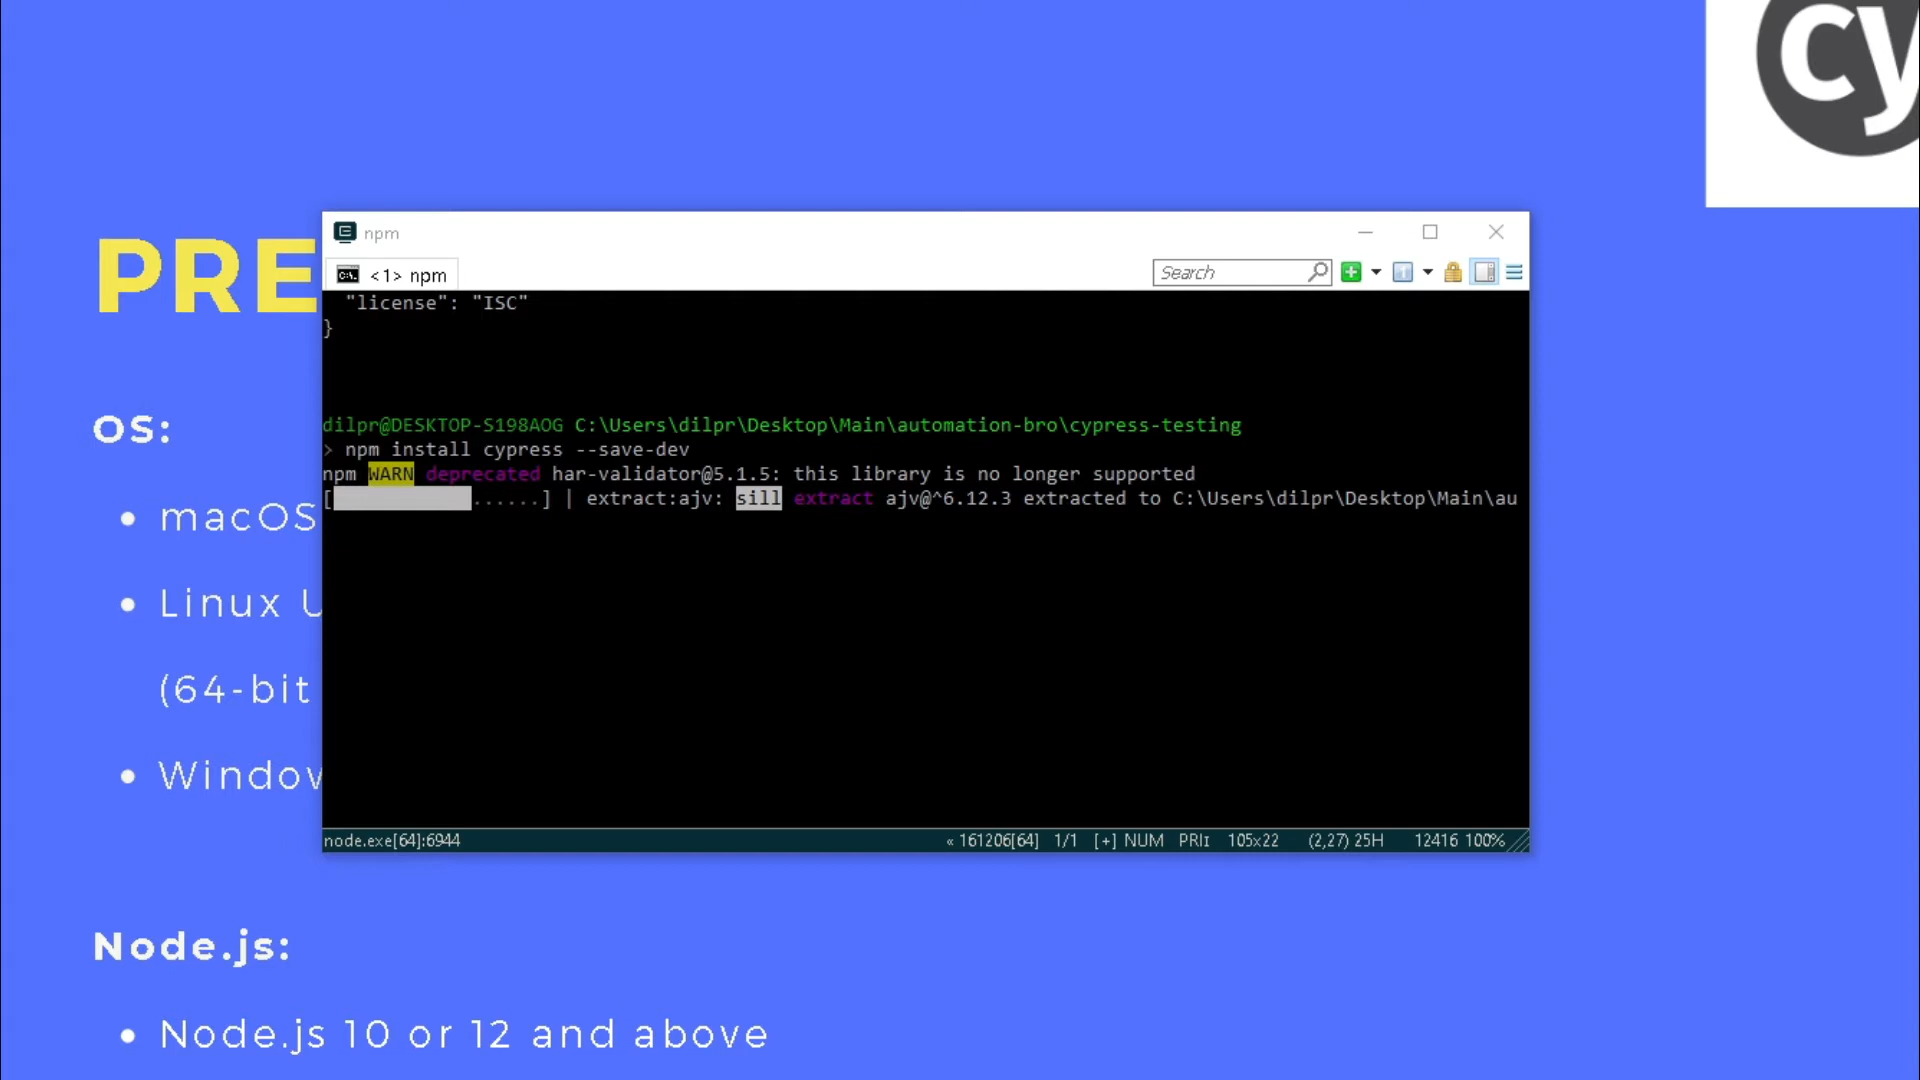 cy
npm
<1> npm
Search
PRE
"license": "ISC"
}
OS:
dilpr@DESKTOP-S198AOG C:\Users\dilpr\Desktop\Main\automation-bro\cypress-testing
> npm install cypress --save-dev
npm WARN deprecated har-validator@5.1.5: this library is no longer supported
[ ......] | extract:ajv: sill extract ajv@^6.12.3 extracted to C:\Users\dilpr\Desktop\Main\au
macOS
Linux U
(64-bit
Window
node.exe[64]:6944 « 161206[64] 1/1 [+] NUM PRI↕ 105x22 (2,27) 25H 12416 100%
Node.js:
Node.js 10 or 12 and above